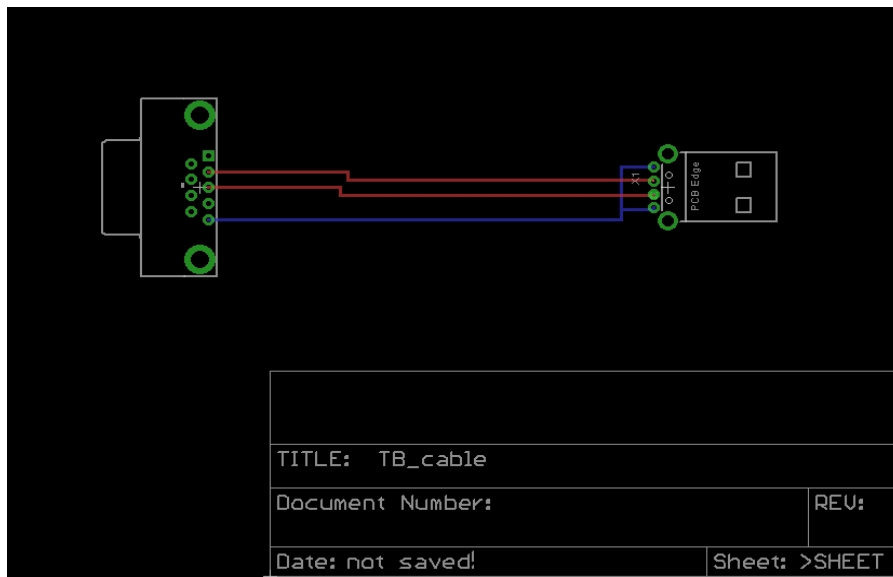 X1
PCB Edge
TITLE: TB_cable
Document Number:
REV:
Date: not saved!
Sheet: >SHEET